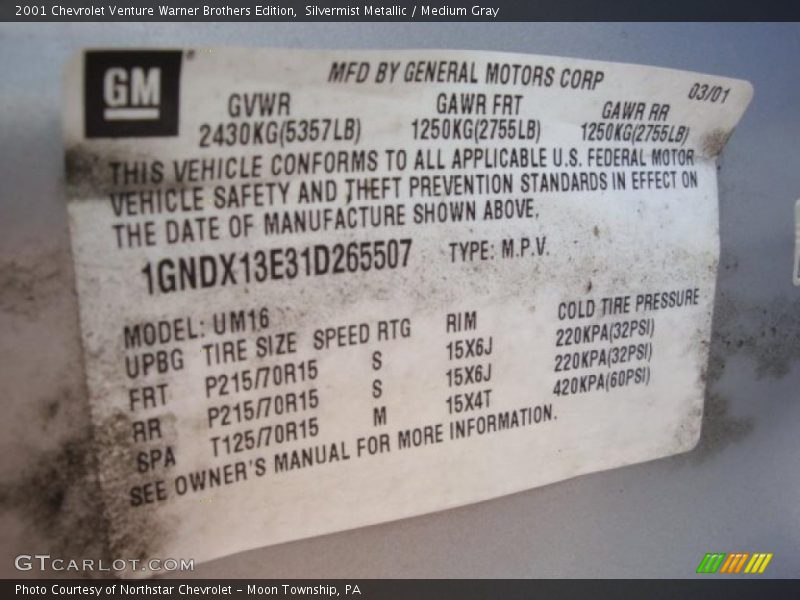 2001 Chevrolet Venture Warner Brothers Edition,  Silvermist Metallic / Medium Gray
GM
MFD BY GENERAL MOTORS CORP
03/01
GVWR GAWR FRT GAWR RR
2430KG(5357LB) 1250KG(2755LB) 1250KG(2755LB)
THIS VEHICLE CONFORMS TO ALL APPLICABLE U.S. FEDERAL MOTOR
VEHICLE SAFETY AND THEFT PREVENTION STANDARDS IN EFFECT ON
THE DATE OF MANUFACTURE SHOWN ABOVE.
1GNDX13E31D265507 TYPE: M.P.V.
MODEL: UM16
UPBG TIRE SIZE SPEED RTG RIM COLD TIRE PRESSURE
FRT P215/70R15 S 15X6J 220KPA(32PSI)
RR P215/70R15 S 15X6J 220KPA(32PSI)
SPA T125/70R15 M 15X4T 420KPA(60PSI)
SEE OWNER'S MANUAL FOR MORE INFORMATION.
GTCARLOT.COM
Photo Courtesy of Northstar Chevrolet – Moon Township, PA